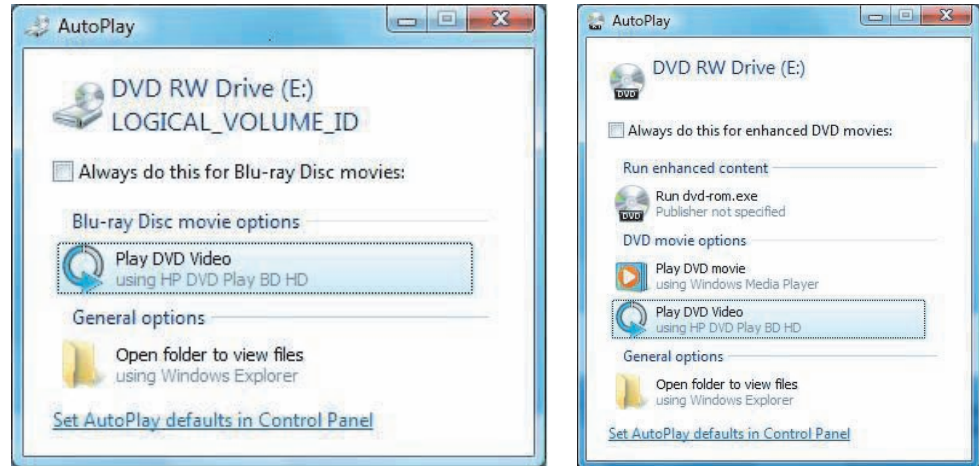 AutoPlay
DVD RW Drive (E:)
LOGICAL_VOLUME_ID
Always do this for Blu-ray Disc movies:
Blu-ray Disc movie options
Play DVD Video
using HP DVD Play BD HD
General options
Open folder to view files
using Windows Explorer
Set AutoPlay defaults in Control Panel
AutoPlay
DVD RW Drive (E:)
DVD
Always do this for enhanced DVD movies:
Run enhanced content
Run dvd-rom.exe
DVD
Publisher not specified
DVD movie options
Play DVD movie
using Windows Media Player
Play DVD Video
using HP DVD Play BD HD
General options
Open folder to view files
using Windows Explorer
Set AutoPlay defaults in Control Panel